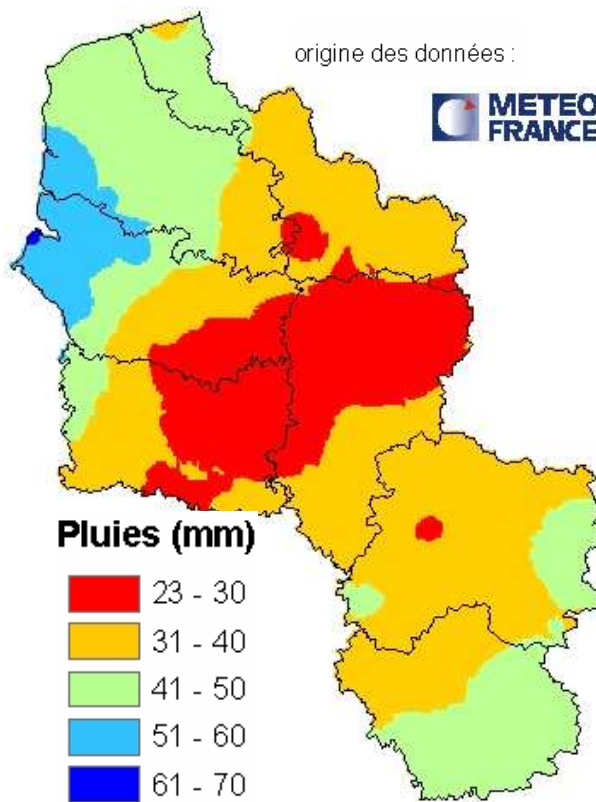 origine des données :
METEO
FRANCE
Pluies (mm)
23 - 30
31 - 40
41 - 50
51 - 60
61 - 70